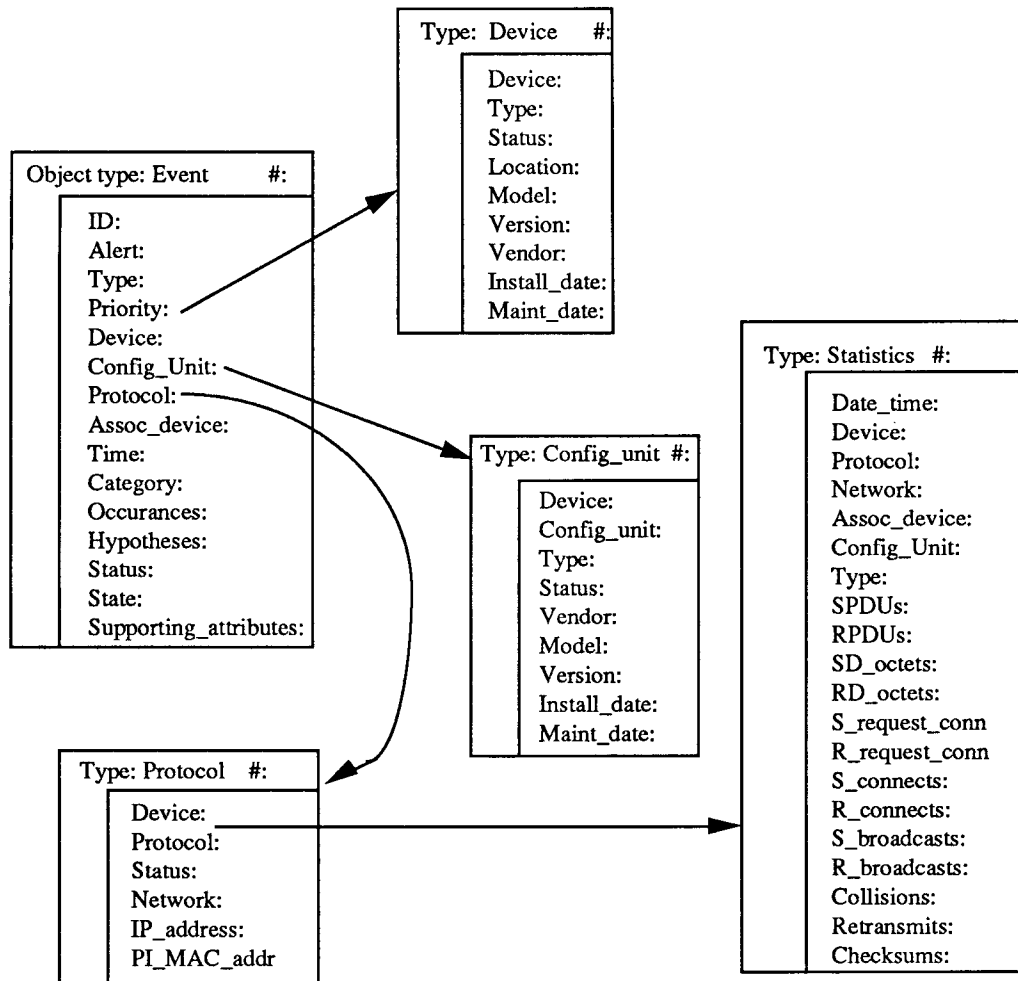 Type: Device #:
Device:
Type:
Status:
Location:
Model:
Version:
Vendor:
Install_date:
Maint_date:
Object type: Event #:
ID:
Alert:
Type:
Priority:
Device:
Config_Unit:
Protocol:
Assoc_device:
Time:
Category:
Occurances:
Hypotheses:
Status:
State:
Supporting_attributes:
Type: Config_unit #:
Device:
Config_unit:
Type:
Status:
Vendor:
Model:
Version:
Install_date:
Maint_date:
Type: Statistics #:
Date_time:
Device:
Protocol:
Network:
Assoc_device:
Config_Unit:
Type:
SPDUs:
RPDUs:
SD_octets:
RD_octets:
S_request_conn
R_request_conn
S_connects:
R_connects:
S_broadcasts:
R_broadcasts:
Collisions:
Retransmits:
Checksums:
Type: Protocol #:
Device:
Protocol:
Status:
Network:
IP_address:
PI_MAC_addr